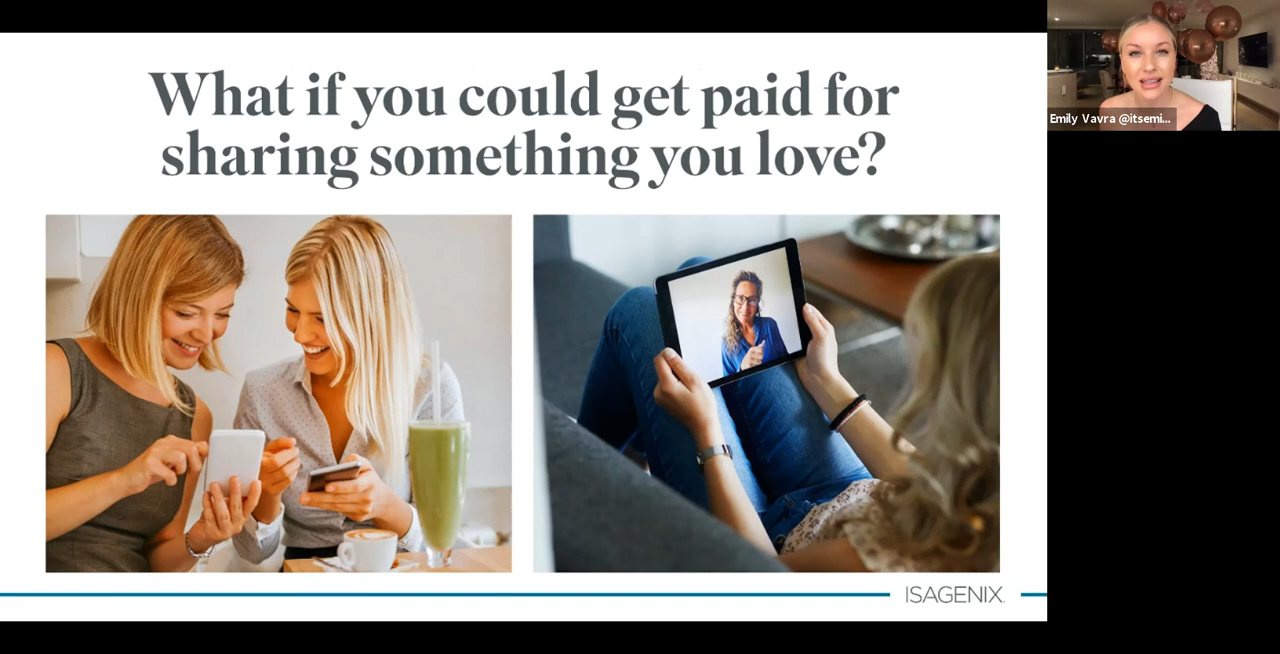 What if you could get paid for
sharing something you love?
Emily Vavra @itsemi...
ISAGENIX